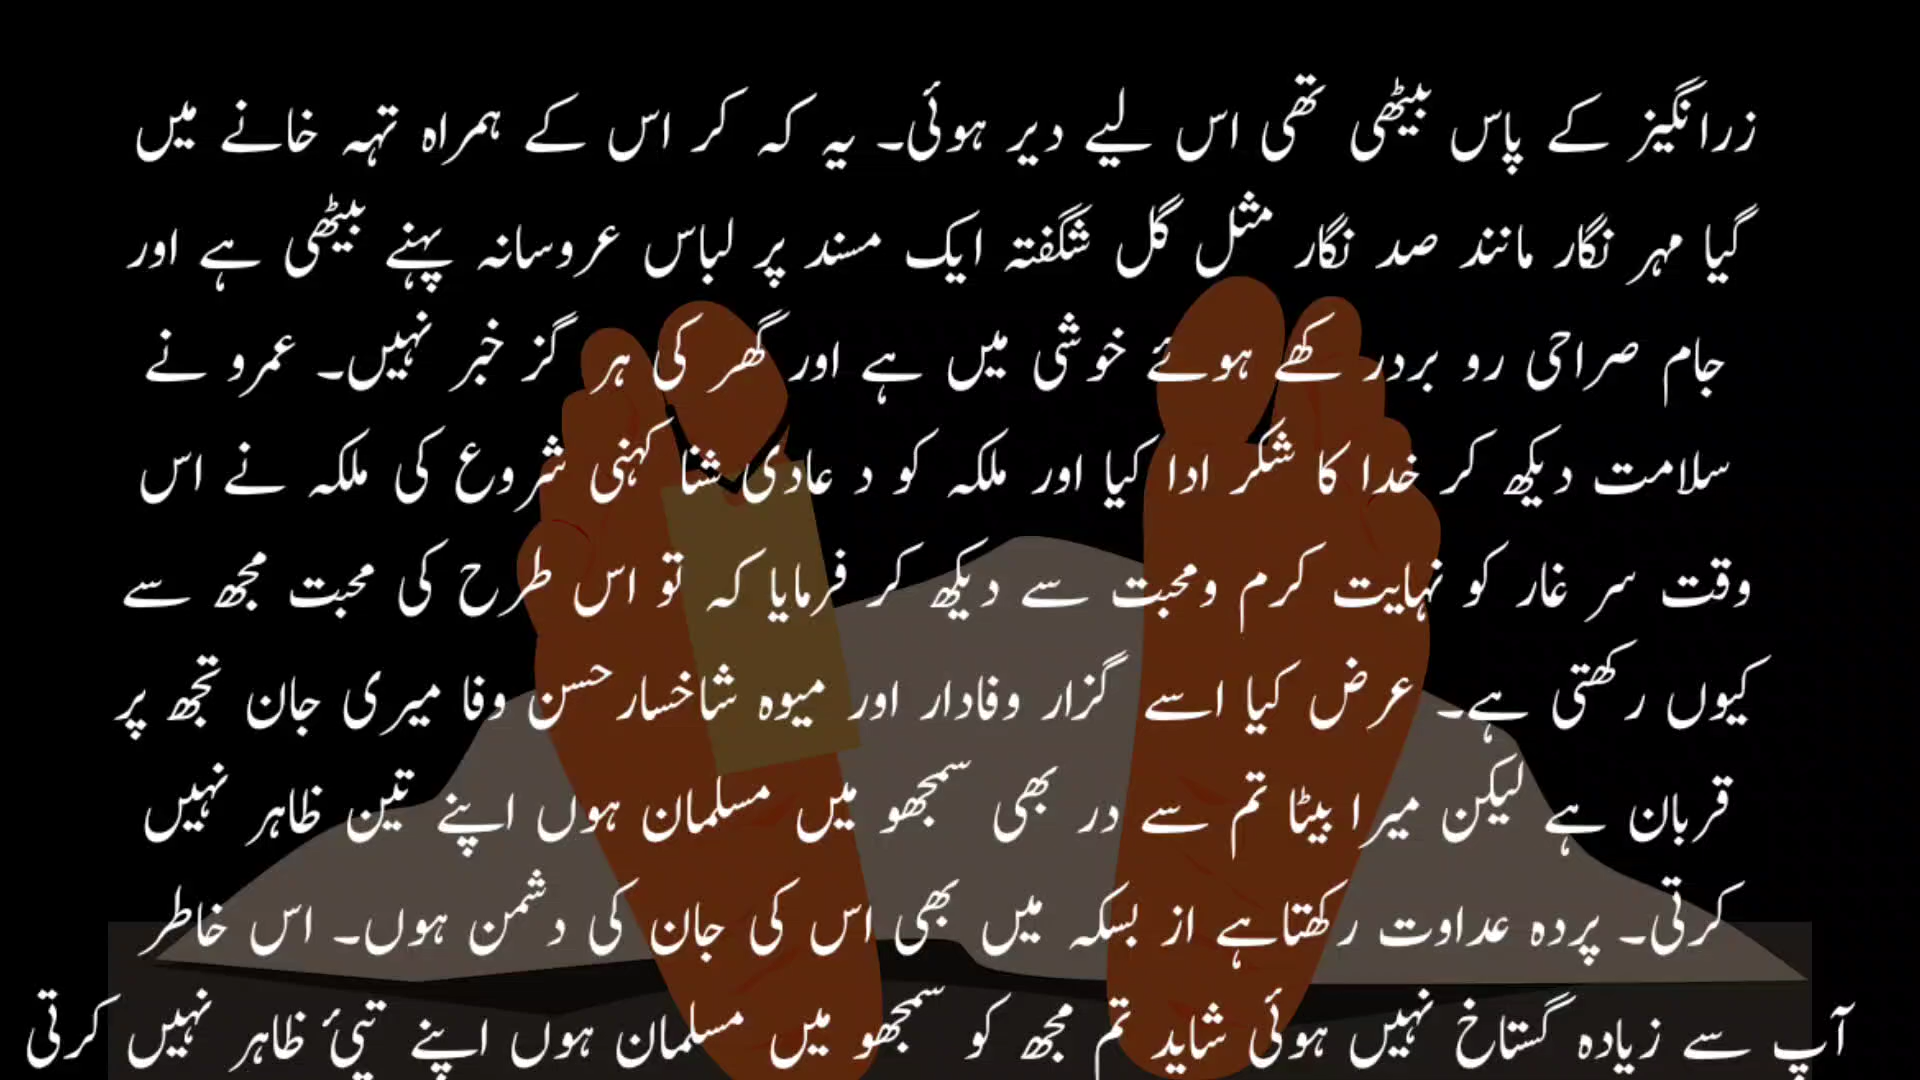 زرانگیز کے پاس بیٹھی تھی اس لیے دیر ہوئی۔ یہ کہ کر اس کے ہمراہ تہہ خانے میں
گیا مہر نگار مانند صد نگار مثل گل شگفتہ ایک مسند پر لباس عروسانہ پہنے بیٹھی ہے اور
جام صراحی رو بردر کھے ہوئے خوشی میں ہے اور گھر کی ہر گز خبر نہیں۔ عمرو نے
سلامت دیکھ کر خدا کا شکر ادا کیا اور ملکہ کو د عادی شنا کہنی شروع کی ملکہ نے اس
وقت سر غار کو نہایت کرم ومحبت سے دیکھ کر فرمایا کہ تو اس طرح کی محبت مجھ سے
کیوں رکھتی ہے۔ عرض کیا اسے گزار وفادار اور میوہ شاخسار حسن وفا میری جان تجھ پر
قربان ہے لیکن میرا بیٹا تم سے در بھی سمجھو میں مسلمان ہوں اپنے تین ظاہر نہیں
کرتی۔ پردہ عداوت رکھتاہے از بسکہ میں بھی اس کی جان کی دشمن ہوں۔ اس خاطر
آپ سے زیادہ گستاخ نہیں ہوئی شاید تم مجھ کو سمجھو میں مسلمان ہوں اپنے تیئ ظاہر نہیں کرتی